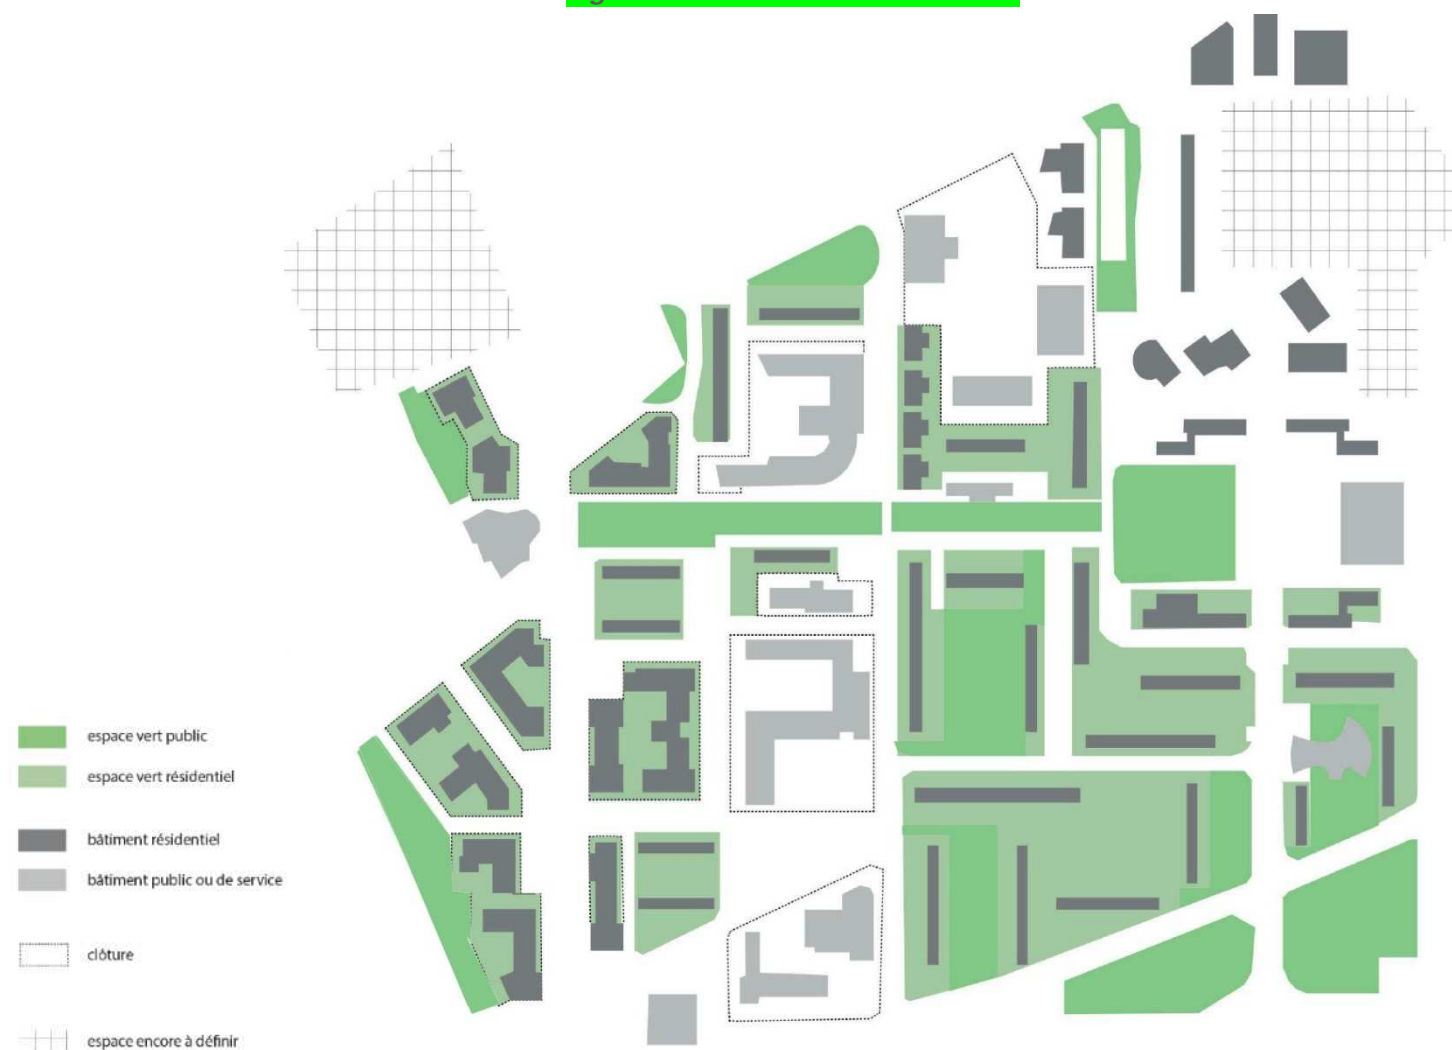 espace vert public
espace vert résidentiel
bâtiment résidentiel
bâtiment public ou de service
clôture
espace encore à définir